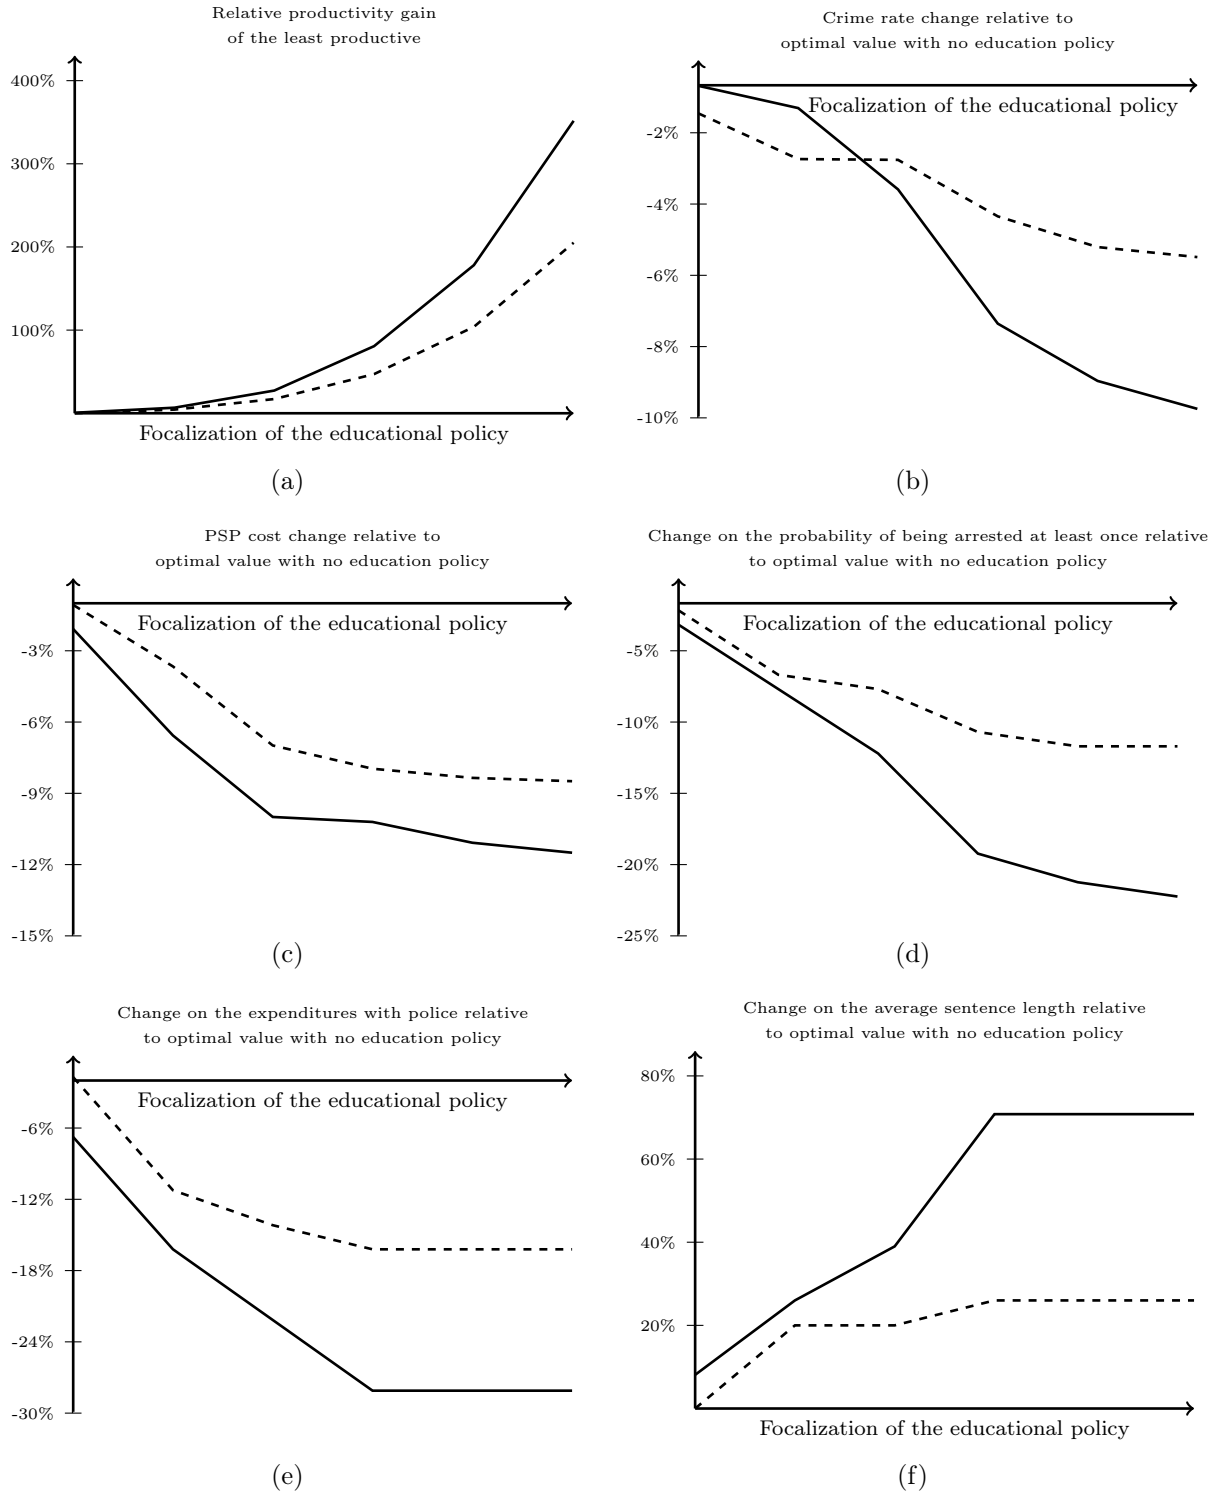 Relative productivity gain
of the least productive
400%
300%
200%
100%
Focalization of the educational policy
(a)
Crime rate change relative to
optimal value with no education policy
Focalization of the educational policy
-2%
-4%
-6%
-8%
-10%
(b)
PSP cost change relative to
optimal value with no education policy
Focalization of the educational policy
-3%
-6%
-9%
-12%
-15%
(c)
Change on the probability of being arrested at least once relative
to optimal value with no education policy
Focalization of the educational policy
-5%
-10%
-15%
-20%
-25%
(d)
Change on the expenditures with police relative
to optimal value with no education policy
Focalization of the educational policy
-6%
-12%
-18%
-24%
-30%
(e)
Change on the average sentence length relative
to optimal value with no education policy
80%
60%
40%
20%
Focalization of the educational policy
(f)